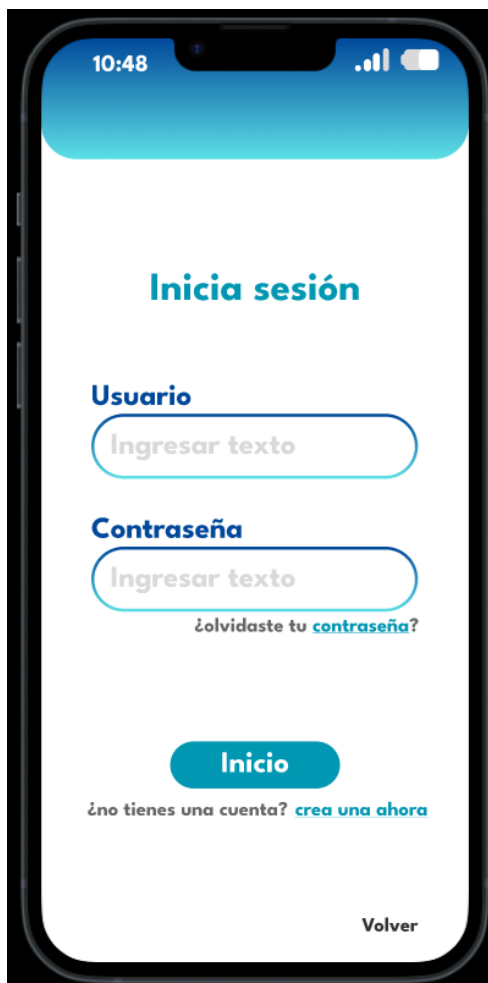 10:48
Inicia sesión
Usuario
Ingresar texto
Contraseña
Ingresar texto
¿olvidaste tu contraseña?
Inicio
¿no tienes una cuenta? crea una ahora
Volver